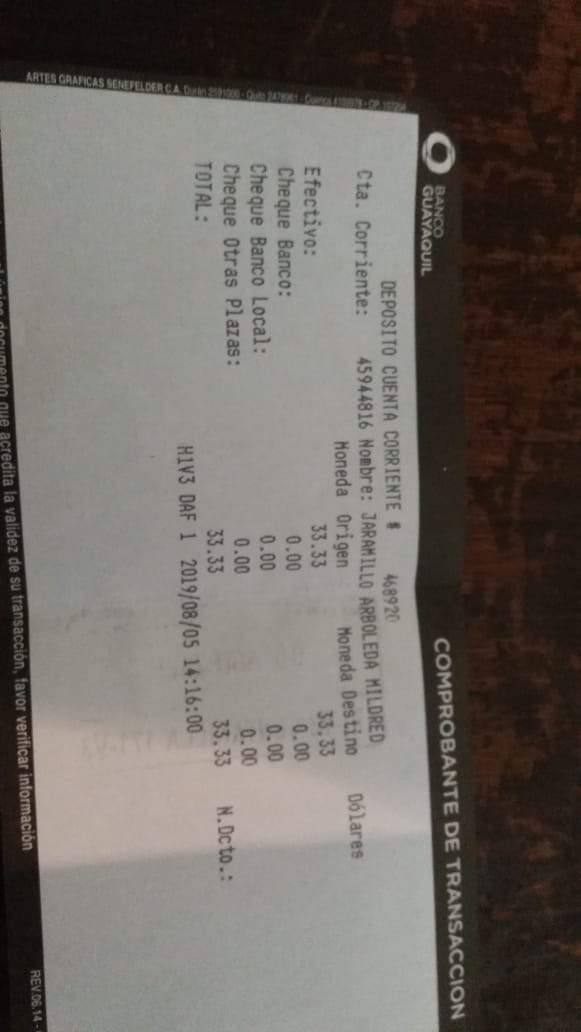 BANCO
GUAYAQUIL
COMPROBANTE DE TRANSACCION
DEPOSITO CUENTA CORRIENTE # 468920
Cta. Corriente: 45944816 Nombre: JARAMILLO ARBOLEDA MILDRED
Moneda Origen Moneda Destino Dólares
Efectivo: 33.33 33.33
Cheque Banco: 0.00 0.00
Cheque Banco Local: 0.00 0.00
Cheque Otras Plazas: 0.00 0.00
TOTAL: 33.33 33.33 N.Dcto.:
H1V3 DAF 1 2019/08/05 14:16:00
ARTES GRAFICAS SENEFELDER C.A.
único documento que acredita la validez de su transacción, favor verificar información
REV.06.14